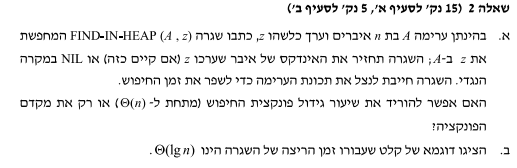 שאלה 2 (15 נק' לסעיף א', 5 נק' לסעיף ב')
א. בהינתן ערימה A בת n איברים וערך כלשהו z, כתבו שגרה FIND-IN-HEAP (A , z) המחפשת
את z ב-A; השגרה תחזיר את האינדקס של איבר שערכו z (אם קיים כזה) או NIL במקרה
הנגדי. השגרה חייבת לנצל את תכונת הערימה כדי לשפר את זמן החיפוש.
האם אפשר להוריד את שיעור גידול פונקצית החיפוש (מתחת ל- Θ(n)) או רק את מקדם
הפונקציה?
ב. הציגו דוגמא של קלט שעבורו זמן הריצה של השגרה הינו Θ(lg n).